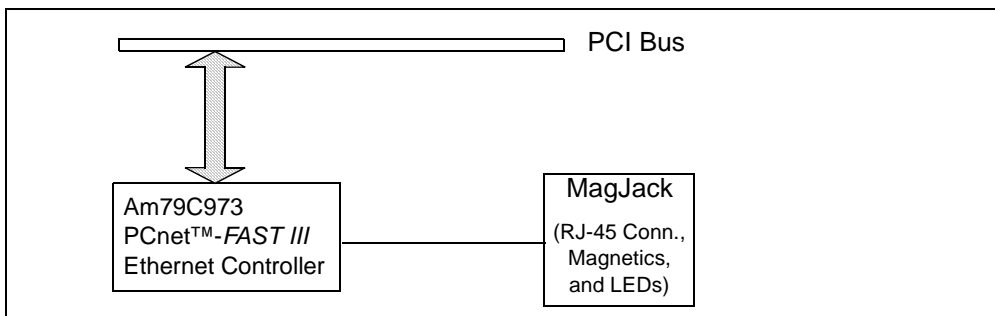 PCI Bus
Am79C973
PCnet™-FAST III
Ethernet Controller
MagJack
(RJ-45 Conn.,
Magnetics,
and LEDs)